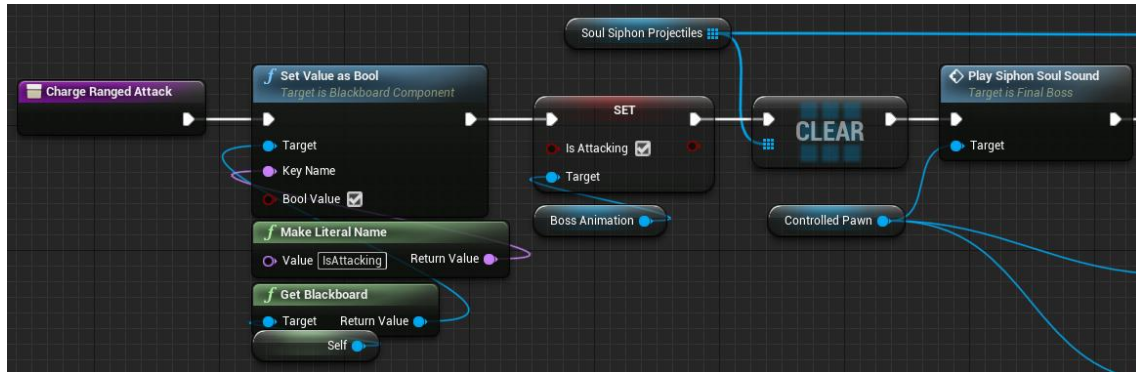 Soul Siphon Projectiles
Charge Ranged Attack
f Set Value as Bool
Target is Blackboard Component
Target
Key Name
Bool Value
f Make Literal Name
Value IsAttacking Return Value
f Get Blackboard
Target Return Value
Self
SET
Is Attacking
Target
Boss Animation
CLEAR
Controlled Pawn
Play Siphon Soul Sound
Target is Final Boss
Target